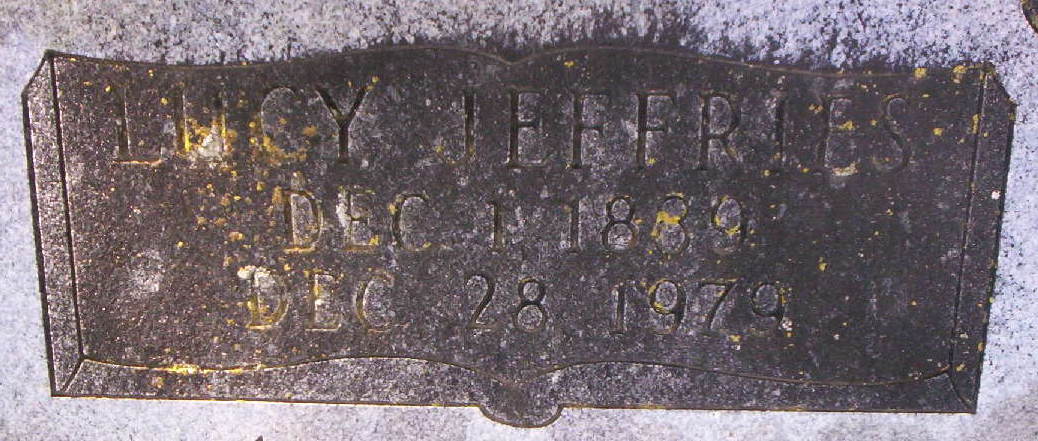 LUCY JEFFRIES
DEC 1 1889
DEC 28 1979